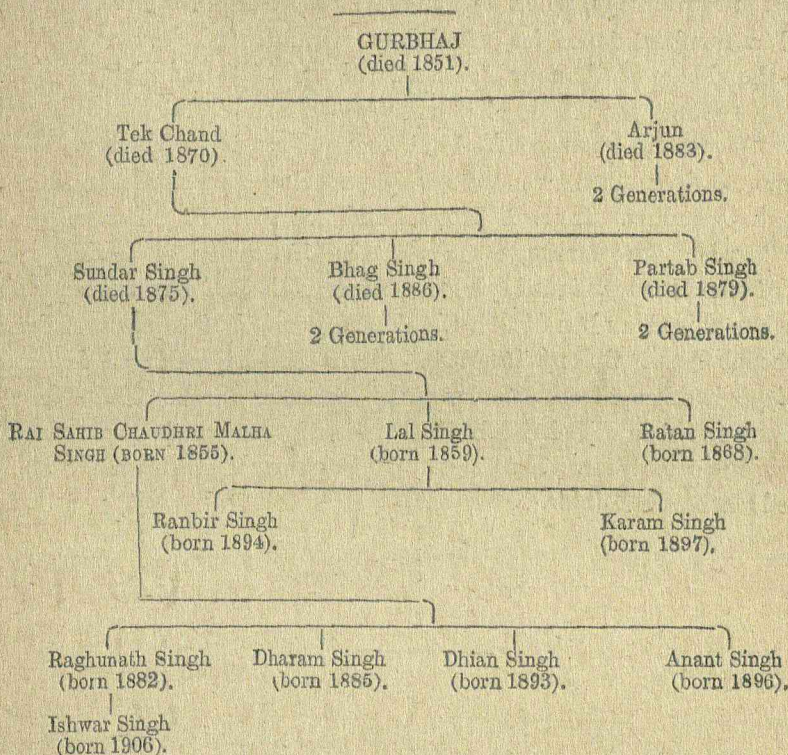 GURBHAJ
(died 1851).
Tek Chand
(died 1870).
Arjun
(died 1883).
2 Generations.
Sundar Singh
(died 1875).
Bhag Singh
(died 1886).
2 Generations.
Partab Singh
(died 1879).
2 Generations.
RAI SAHIB CHAUDHRI MALHA
SINGH (BORN 1855).
Lal Singh
(born 1859).
Ratan Singh
(born 1868).
Ranbir Singh
(born 1894).
Karam Singh
(born 1897).
Raghunath Singh
(born 1882).
Ishwar Singh
(born 1906).
Dharam Singh
(born 1885).
Dhian Singh
(born 1893).
Anant Singh
(born 1896).